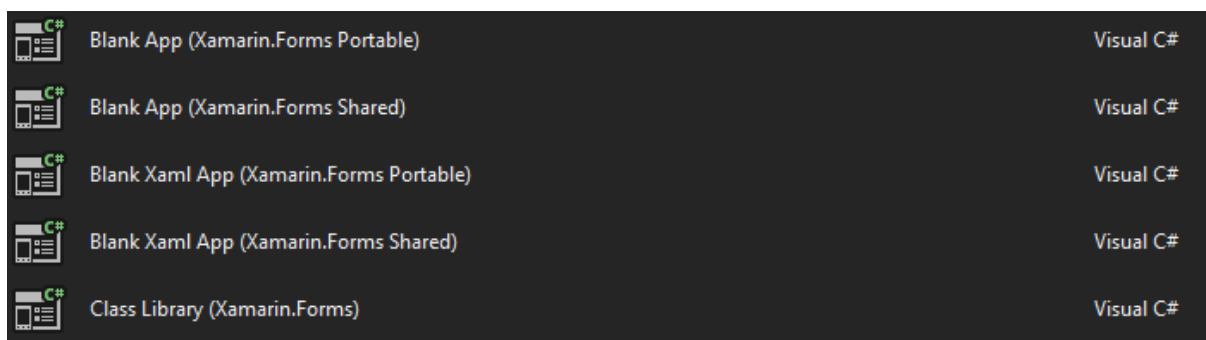 C# Blank App (Xamarin.Forms Portable) Visual C#
C# Blank App (Xamarin.Forms Shared) Visual C#
C# Blank Xaml App (Xamarin.Forms Portable) Visual C#
C# Blank Xaml App (Xamarin.Forms Shared) Visual C#
C# Class Library (Xamarin.Forms) Visual C#